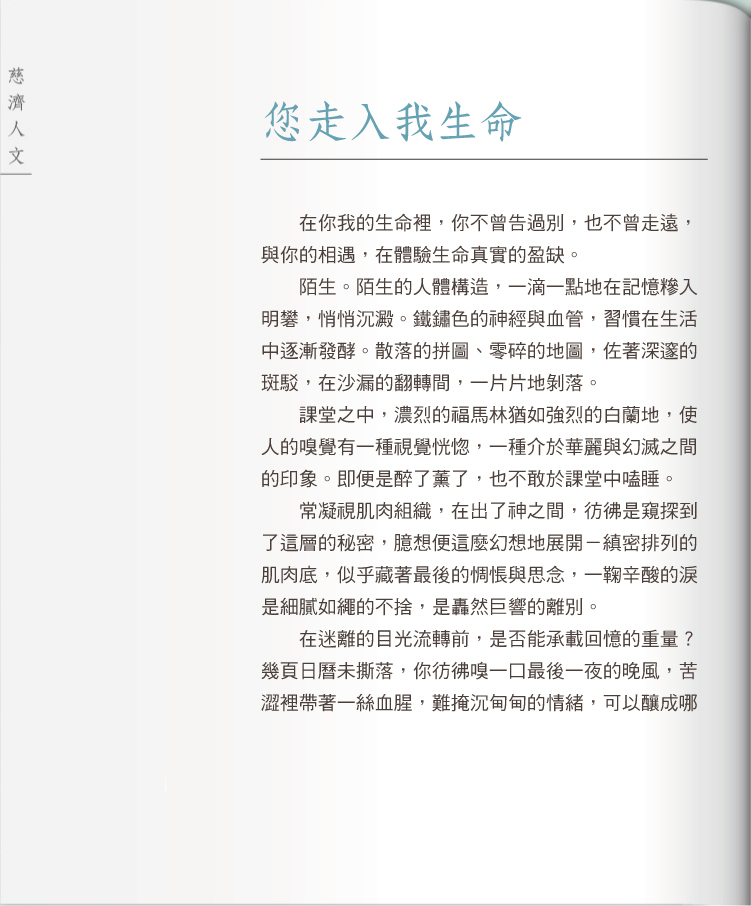 慈濟人文
您走入我生命
在你我的生命裡，你不曾告過別，也不曾走遠，
與你的相遇，在體驗生命真實的盈缺。
陌生。陌生的人體構造，一滴一點地在記憶糝入
明礬，悄悄沉澱。鐵鏽色的神經與血管，習慣在生活
中逐漸發酵。散落的拼圖、零碎的地圖，佐著深邃的
斑駁，在沙漏的翻轉間，一片片地剝落。
課堂之中，濃烈的福馬林猶如強烈的白蘭地，使
人的嗅覺有一種視覺恍惚，一種介於華麗與幻滅之間
的印象。即便是醉了薰了，也不敢於課堂中嗑睡。
常凝視肌肉組織，在出了神之間，彷彿是窺探到
了這層的秘密，臆想便這麼幻想地展開－縝密排列的
肌肉底，似乎藏著最後的惆悵與思念，一鞠辛酸的淚
是細膩如繩的不捨，是轟然巨響的離別。
在迷離的目光流轉前，是否能承載回憶的重量？
幾頁日曆未撕落，你彷彿嗅一口最後一夜的晚風，苦
澀裡帶著一絲血腥，難掩沉甸甸的情緒，可以釀成哪